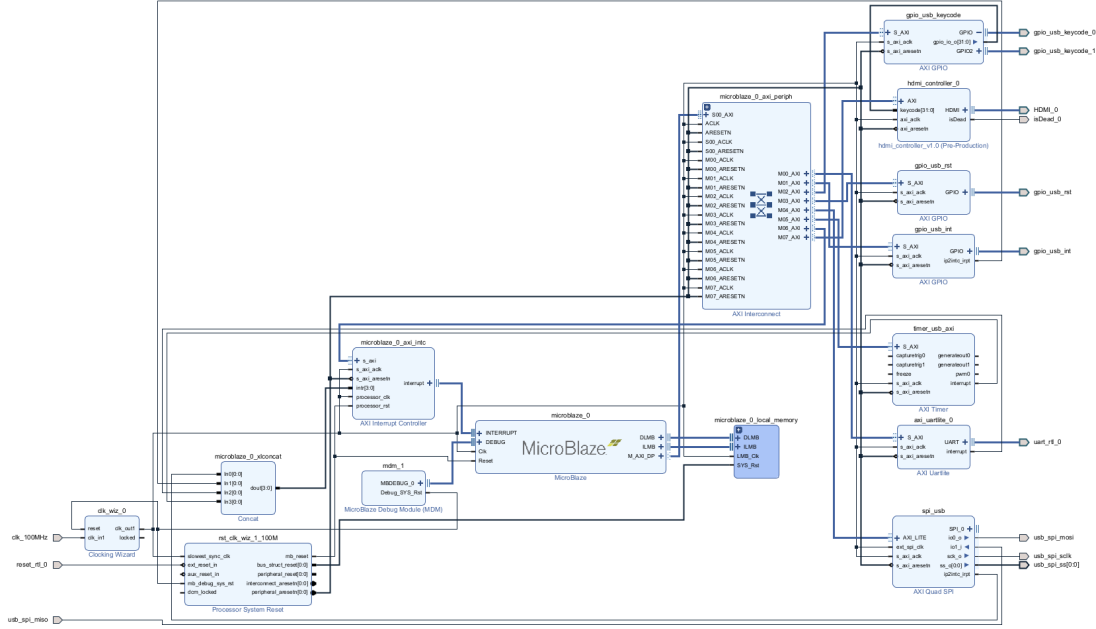 gpio_usb_keycode
S_AXI
s_axi_aclk
s_axi_aresetn
GPIO
gpio_io_o[31:0]
GPIO2
AXI GPIO
gpio_usb_keycode_0
gpio_usb_keycode_1
hdmi_controller_0
AXI
keycode[31:0]
axi_aclk
axi_aresetn
HDMI
isDead
hdmi_controller_v1.0 (Pre-Production)
HDMI_0
isDead_0
microblaze_0_axi_periph
S00_AXI
ACLK
ARESETN
S00_ACLK
S00_ARESETN
M00_ACLK
M00_ARESETN
M01_ACLK
M01_ARESETN
M02_ACLK
M02_ARESETN
M03_ACLK
M03_ARESETN
M04_ACLK
M04_ARESETN
M05_ACLK
M05_ARESETN
M06_ACLK
M06_ARESETN
M07_ACLK
M07_ARESETN
M00_AXI
M01_AXI
M02_AXI
M03_AXI
M04_AXI
M05_AXI
M06_AXI
M07_AXI
AXI Interconnect
gpio_usb_rst
S_AXI
s_axi_aclk
s_axi_aresetn
GPIO
AXI GPIO
gpio_usb_rst
gpio_usb_int
S_AXI
s_axi_aclk
s_axi_aresetn
GPIO
ip2intc_irpt
AXI GPIO
gpio_usb_int
timer_usb_axi
S_AXI
capturetrig0
capturetrig1
freeze
s_axi_aclk
s_axi_aresetn
generateout0
generateout1
pwm0
interrupt
AXI Timer
microblaze_0_axi_intc
s_axi
s_axi_aclk
s_axi_aresetn
intr[3:0]
processor_clk
processor_rst
interrupt
AXI Interrupt Controller
microblaze_0
INTERRUPT
DEBUG
Clk
Reset
MicroBlaze
DLMB
ILMB
M_AXI_DP
MicroBlaze
microblaze_0_local_memory
DLMB
ILMB
LMB_Clk
SYS_Rst
axi_uartlite_0
S_AXI
s_axi_aclk
s_axi_aresetn
UART
interrupt
AXI Uartlite
uart_rtl_0
microblaze_0_xlconcat
In0[0:0]
In1[0:0]
In2[0:0]
In3[0:0]
dout[3:0]
Concat
mdm_1
MBDEBUG_0
Debug_SYS_Rst
MicroBlaze Debug Module (MDM)
clk_wiz_0
reset
clk_in1
clk_out1
locked
Clocking Wizard
clk_100MHz
reset_rtl_0
usb_spi_miso
rst_clk_wiz_1_100M
slowest_sync_clk
ext_reset_in
aux_reset_in
mb_debug_sys_rst
dcm_locked
mb_reset
bus_struct_reset[0:0]
peripheral_reset[0:0]
interconnect_aresetn[0:0]
peripheral_aresetn[0:0]
Processor System Reset
spi_usb
AXI_LITE
ext_spi_clk
s_axi_aclk
s_axi_aresetn
SPI_0
io0_o
io1_i
sck_o
ss_o[0:0]
ip2intc_irpt
AXI Quad SPI
usb_spi_mosi
usb_spi_sclk
usb_spi_ss[0:0]